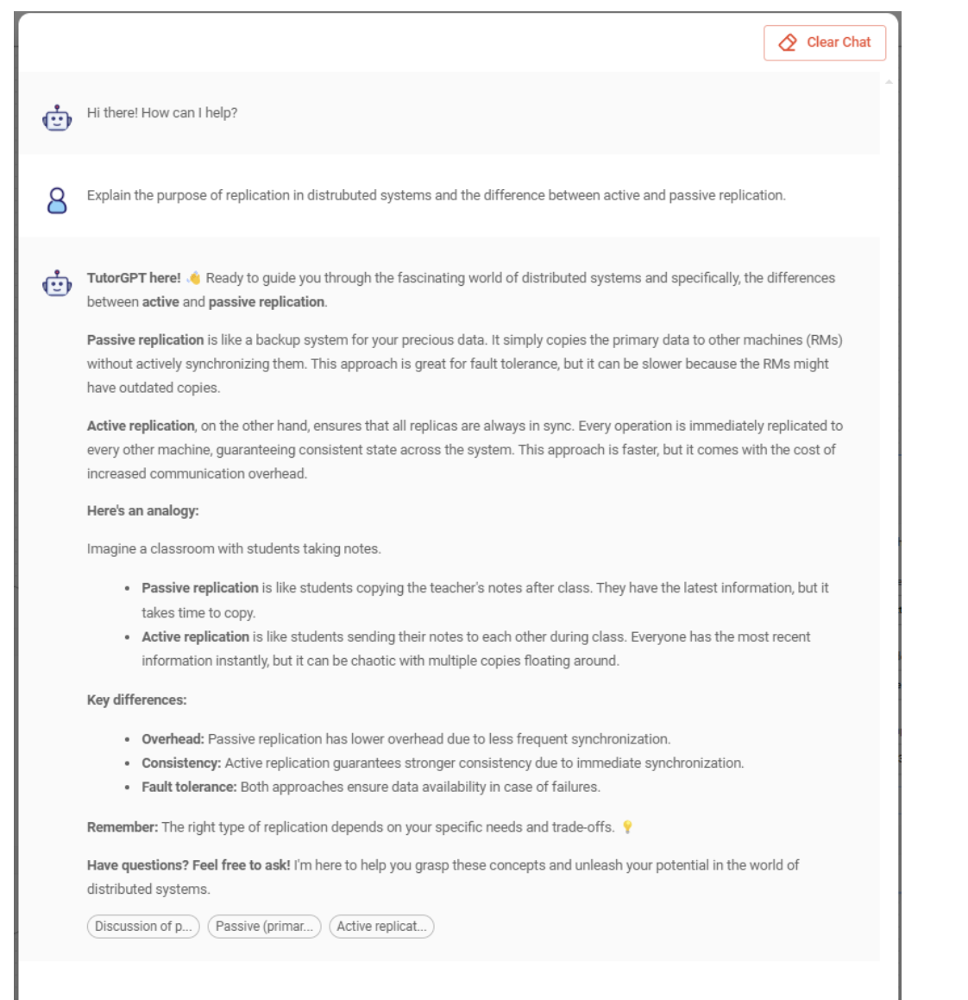 Clear Chat
Hi there! How can I help?
Explain the purpose of replication in distrubuted systems and the difference between active and passive replication.
TutorGPT here! 👋 Ready to guide you through the fascinating world of distributed systems and specifically, the differences
between active and passive replication.
Passive replication is like a backup system for your precious data. It simply copies the primary data to other machines (RMs)
without actively synchronizing them. This approach is great for fault tolerance, but it can be slower because the RMs might
have outdated copies.
Active replication, on the other hand, ensures that all replicas are always in sync. Every operation is immediately replicated to
every other machine, guaranteeing consistent state across the system. This approach is faster, but it comes with the cost of
increased communication overhead.
Here's an analogy:
Imagine a classroom with students taking notes.
• Passive replication is like students copying the teacher's notes after class. They have the latest information, but it
takes time to copy.
• Active replication is like students sending their notes to each other during class. Everyone has the most recent
information instantly, but it can be chaotic with multiple copies floating around.
Key differences:
• Overhead: Passive replication has lower overhead due to less frequent synchronization.
• Consistency: Active replication guarantees stronger consistency due to immediate synchronization.
• Fault tolerance: Both approaches ensure data availability in case of failures.
Remember: The right type of replication depends on your specific needs and trade-offs. 💡
Have questions? Feel free to ask! I'm here to help you grasp these concepts and unleash your potential in the world of
distributed systems.
Discussion of p... Passive (primar... Active replicat...